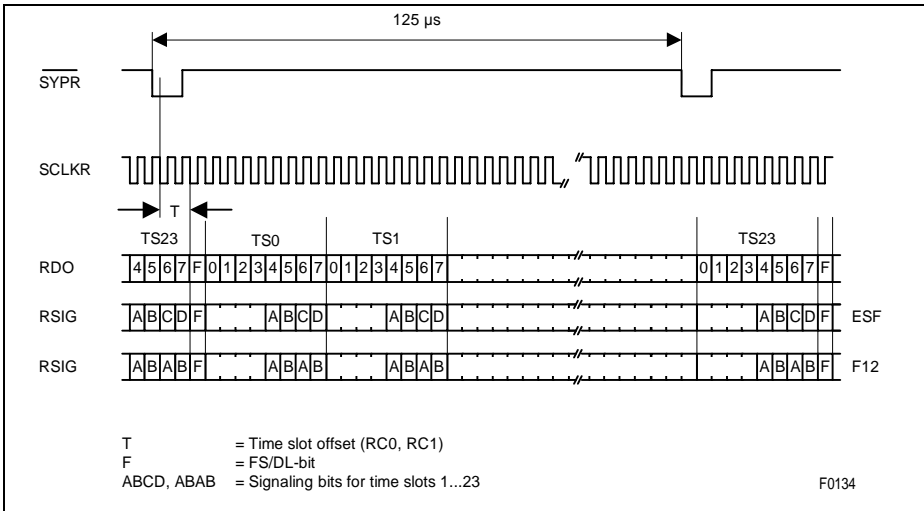 125 µs
SYPR
SCLKR
T
TS23 TS0 TS1 TS23
RDO 4 5 6 7 F 0 1 2 3 4 5 6 7 0 1 2 3 4 5 6 7 0 1 2 3 4 5 6 7 F
RSIG A B C D F A B C D A B C D A B C D F ESF
RSIG A B A B F A B A B A B A B A B A B F F12
T = Time slot offset (RC0, RC1)
F = FS/DL-bit
ABCD, ABAB = Signaling bits for time slots 1...23
F0134